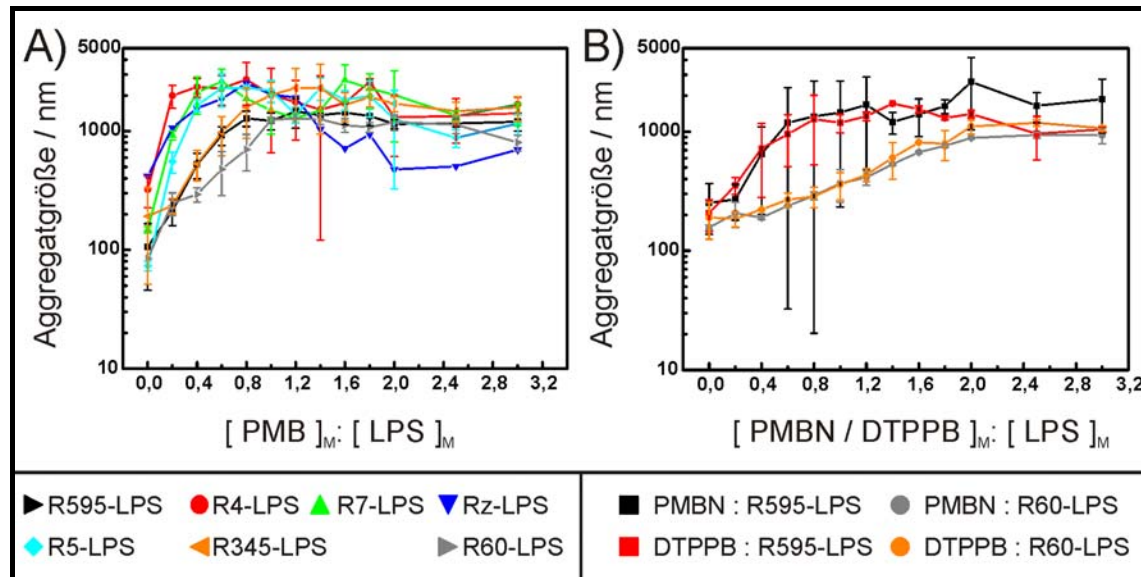 A)
5000
1000
100
10
Aggregatgröße / nm
0,0 0,4 0,8 1,2 1,6 2,0 2,4 2,8 3,2
[ PMB ]M: [ LPS ]M
B)
5000
1000
100
10
Aggregatgröße / nm
0,0 0,4 0,8 1,2 1,6 2,0 2,4 2,8 3,2
[ PMBN / DTPPB ]M: [ LPS ]M
R595-LPS R4-LPS R7-LPS Rz-LPS
R5-LPS R345-LPS R60-LPS
PMBN : R595-LPS PMBN : R60-LPS
DTPPB : R595-LPS DTPPB : R60-LPS